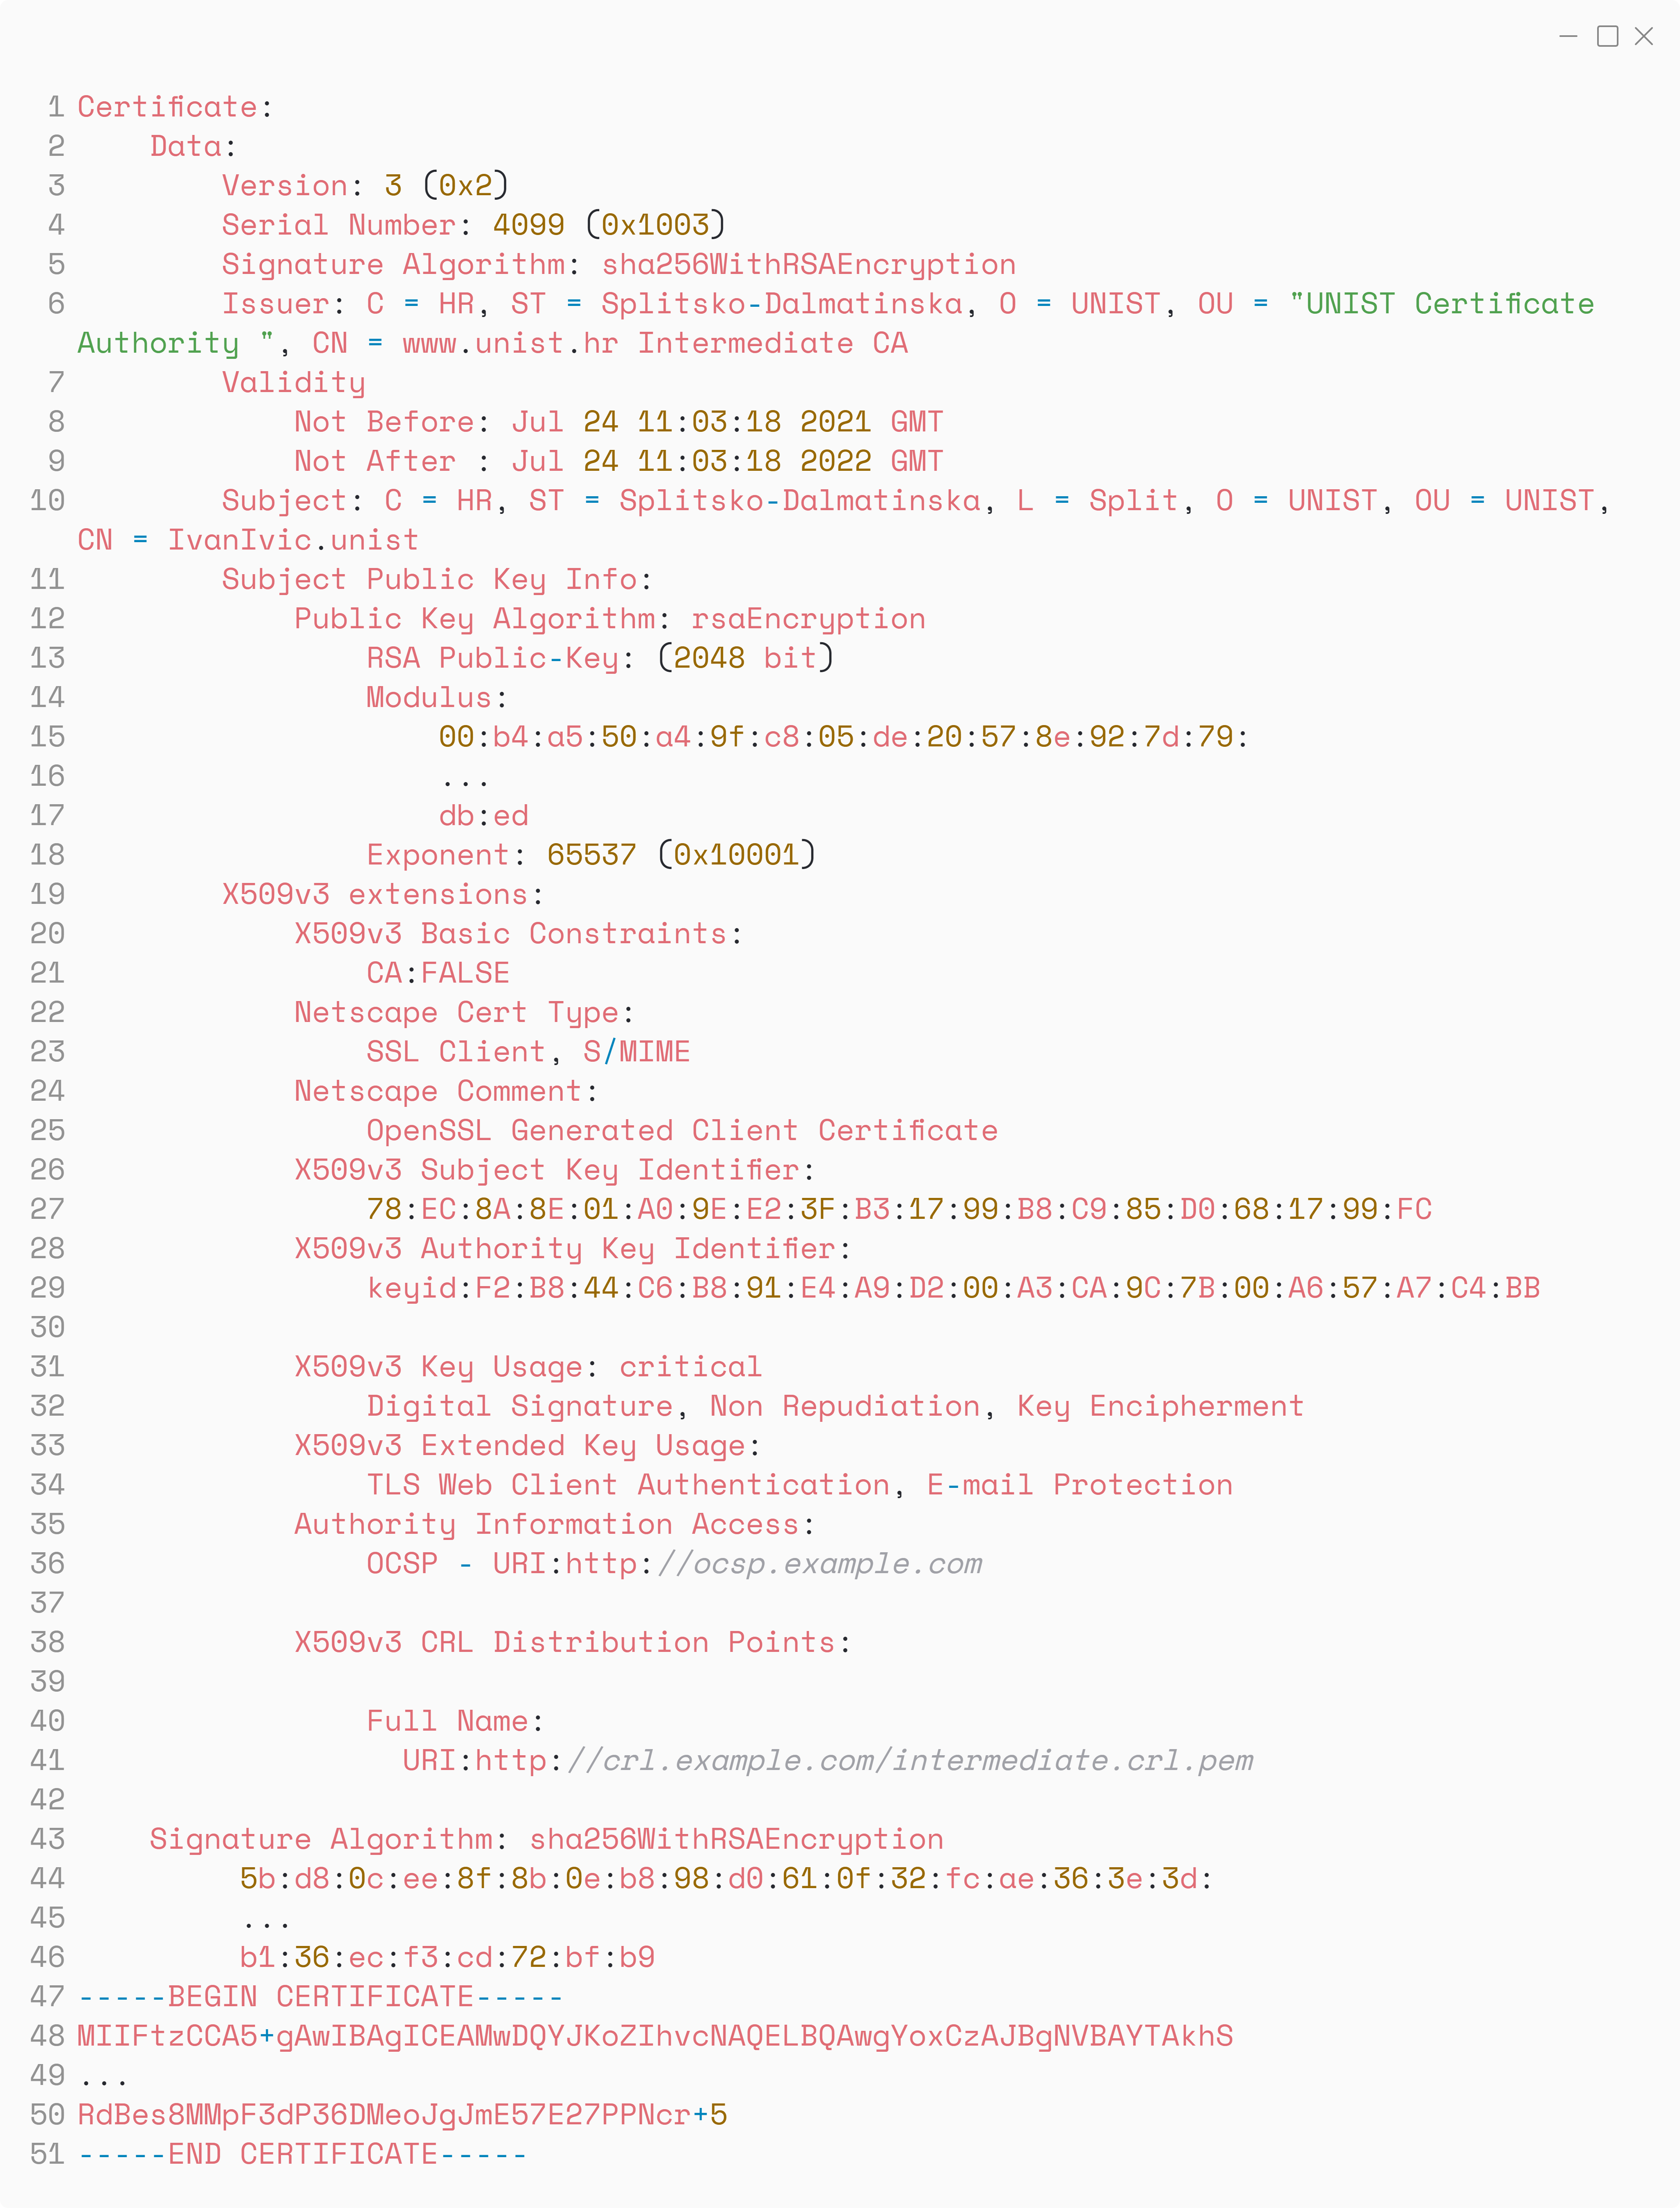 1 Certificate:
2     Data:
3         Version: 3 (0x2)
4         Serial Number: 4099 (0x1003)
5         Signature Algorithm: sha256WithRSAEncryption
6         Issuer: C = HR, ST = Splitsko-Dalmatinska, O = UNIST, OU = "UNIST Certificate
Authority ", CN = www.unist.hr Intermediate CA
7         Validity
8             Not Before: Jul 24 11:03:18 2021 GMT
9             Not After : Jul 24 11:03:18 2022 GMT
10         Subject: C = HR, ST = Splitsko-Dalmatinska, L = Split, O = UNIST, OU = UNIST,
CN = IvanIvic.unist
11         Subject Public Key Info:
12             Public Key Algorithm: rsaEncryption
13                 RSA Public-Key: (2048 bit)
14                 Modulus:
15                     00:b4:a5:50:a4:9f:c8:05:de:20:57:8e:92:7d:79:
16                     ...
17                     db:ed
18                 Exponent: 65537 (0x10001)
19         X509v3 extensions:
20             X509v3 Basic Constraints:
21                 CA:FALSE
22             Netscape Cert Type:
23                 SSL Client, S/MIME
24             Netscape Comment:
25                 OpenSSL Generated Client Certificate
26             X509v3 Subject Key Identifier:
27                 78:EC:8A:8E:01:A0:9E:E2:3F:B3:17:99:B8:C9:85:D0:68:17:99:FC
28             X509v3 Authority Key Identifier:
29                 keyid:F2:B8:44:C6:B8:91:E4:A9:D2:00:A3:CA:9C:7B:00:A6:57:A7:C4:BB
30
31             X509v3 Key Usage: critical
32                 Digital Signature, Non Repudiation, Key Encipherment
33             X509v3 Extended Key Usage:
34                 TLS Web Client Authentication, E-mail Protection
35             Authority Information Access:
36                 OCSP - URI:http://ocsp.example.com
37
38             X509v3 CRL Distribution Points:
39
40                 Full Name:
41                   URI:http://crl.example.com/intermediate.crl.pem
42
43     Signature Algorithm: sha256WithRSAEncryption
44          5b:d8:0c:ee:8f:8b:0e:b8:98:d0:61:0f:32:fc:ae:36:3e:3d:
45          ...
46          b1:36:ec:f3:cd:72:bf:b9
47 -----BEGIN CERTIFICATE-----
48 MIIFtzCCA5+gAwIBAgICEAMwDQYJKoZIhvcNAQELBQAwgYoxCzAJBgNVBAYTAkhS
49 ...
50 RdBes8MMpF3dP36DMeoJgJmE57E27PPNcr+5
51 -----END CERTIFICATE-----